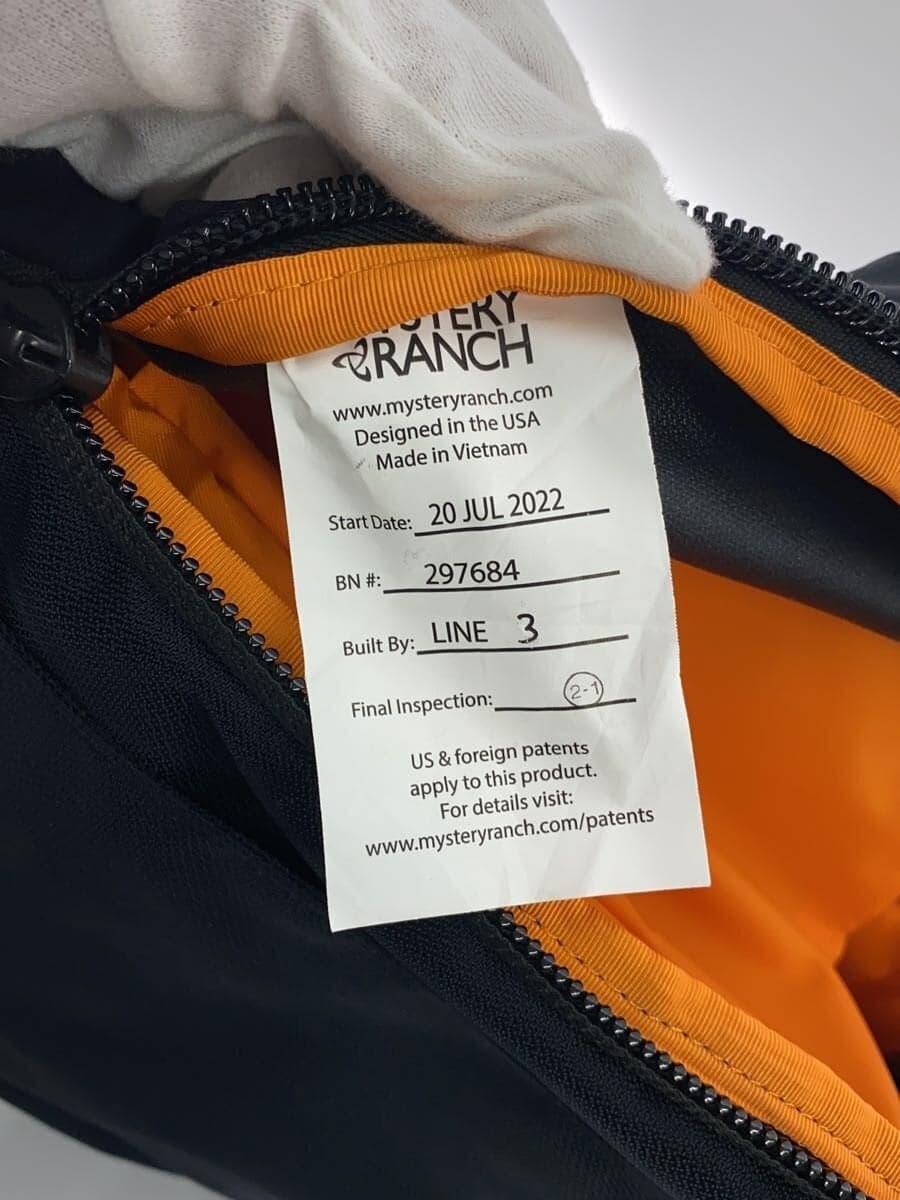 RANCH
www.mysteryranch.com
Designed in the USA
Made in Vietnam
Start Date: 20 JUL 2022
BN #: 297684
Built By: LINE 3
Final Inspection: 2-1
US & foreign patents
apply to this product.
For details visit:
www.mysteryranch.com/patents